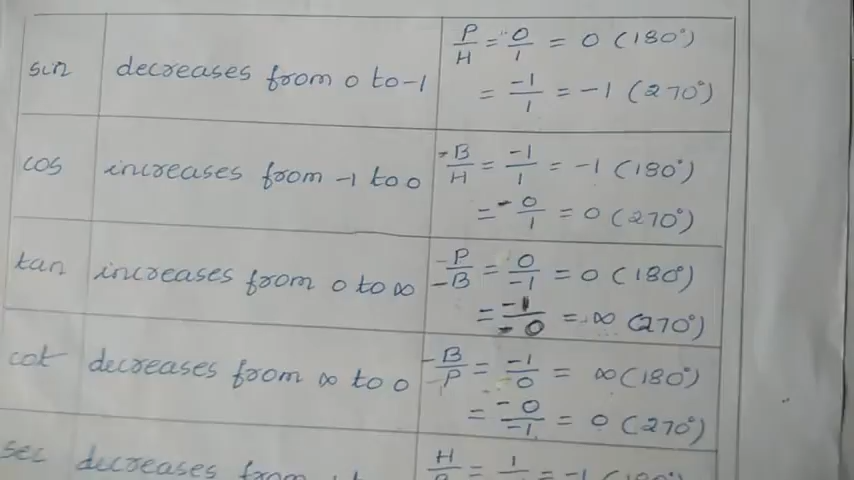 sin decreases from 0 to -1 P/H = 0/1 = 0 (180°)
= -1/1 = -1 (270°)
cos increases from -1 to 0 -B/H = -1/1 = -1 (180°)
= -0/1 = 0 (270°)
tan increases from 0 to ∞ -P/-B = 0/-1 = 0 (180°)
= -1/-0 = ∞ (270°)
cot decreases from ∞ to 0 -B/-P = -1/-0 = ∞ (180°)
= -0/-1 = 0 (270°)
sec decreases from H = 1 = -1